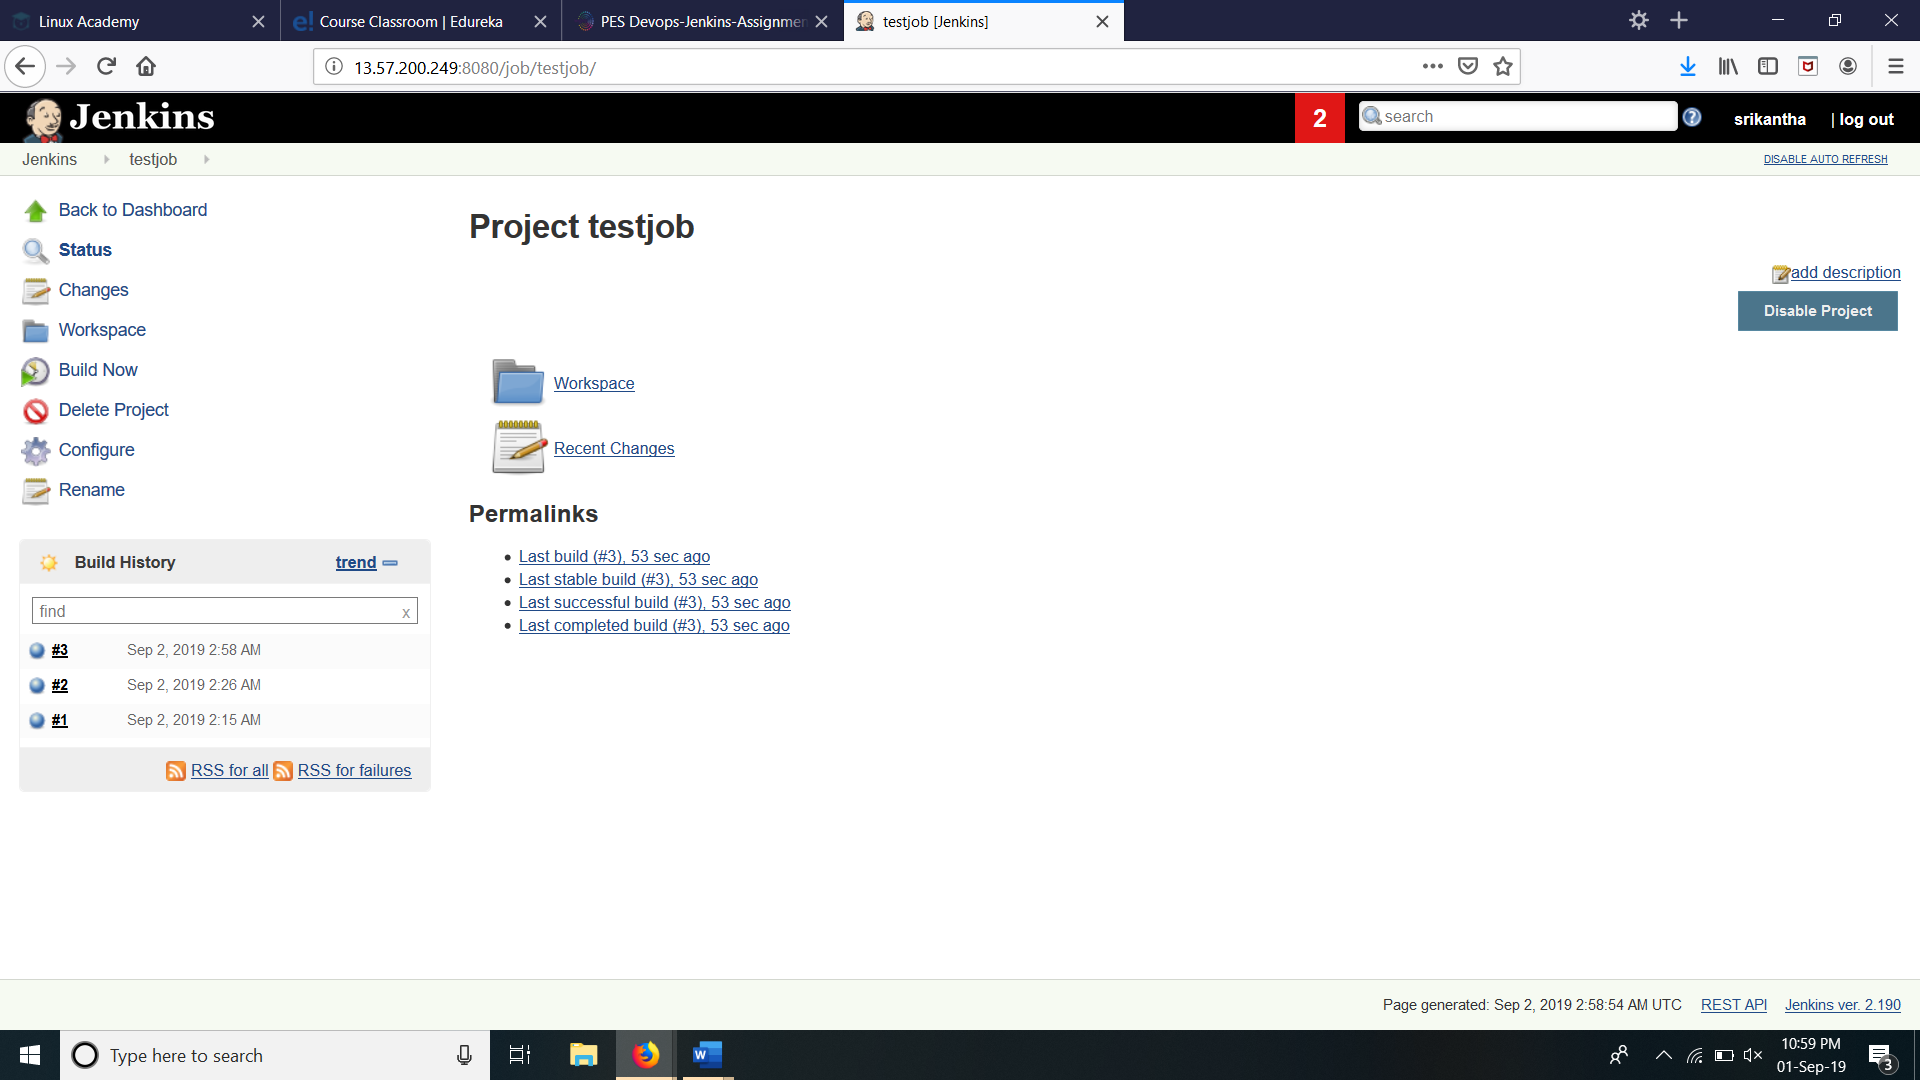 Linux Academy
e! Course Classroom | Edureka
PES Devops-Jenkins-Assignmen
testjob [Jenkins]
13.57.200.249:8080/job/testjob/
Jenkins
2
search
srikantha
| log out
Jenkins
testjob
DISABLE AUTO REFRESH
Back to Dashboard
Status
Changes
Workspace
Build Now
Delete Project
Configure
Rename
Project testjob
add description
Disable Project
Workspace
Recent Changes
Permalinks
Last build (#3), 53 sec ago
Last stable build (#3), 53 sec ago
Last successful build (#3), 53 sec ago
Last completed build (#3), 53 sec ago
Build History
trend
find
x
#3 Sep 2, 2019 2:58 AM
#2 Sep 2, 2019 2:26 AM
#1 Sep 2, 2019 2:15 AM
RSS for all RSS for failures
Page generated: Sep 2, 2019 2:58:54 AM UTC REST API Jenkins ver. 2.190
Type here to search
W
10:59 PM
01-Sep-19
3